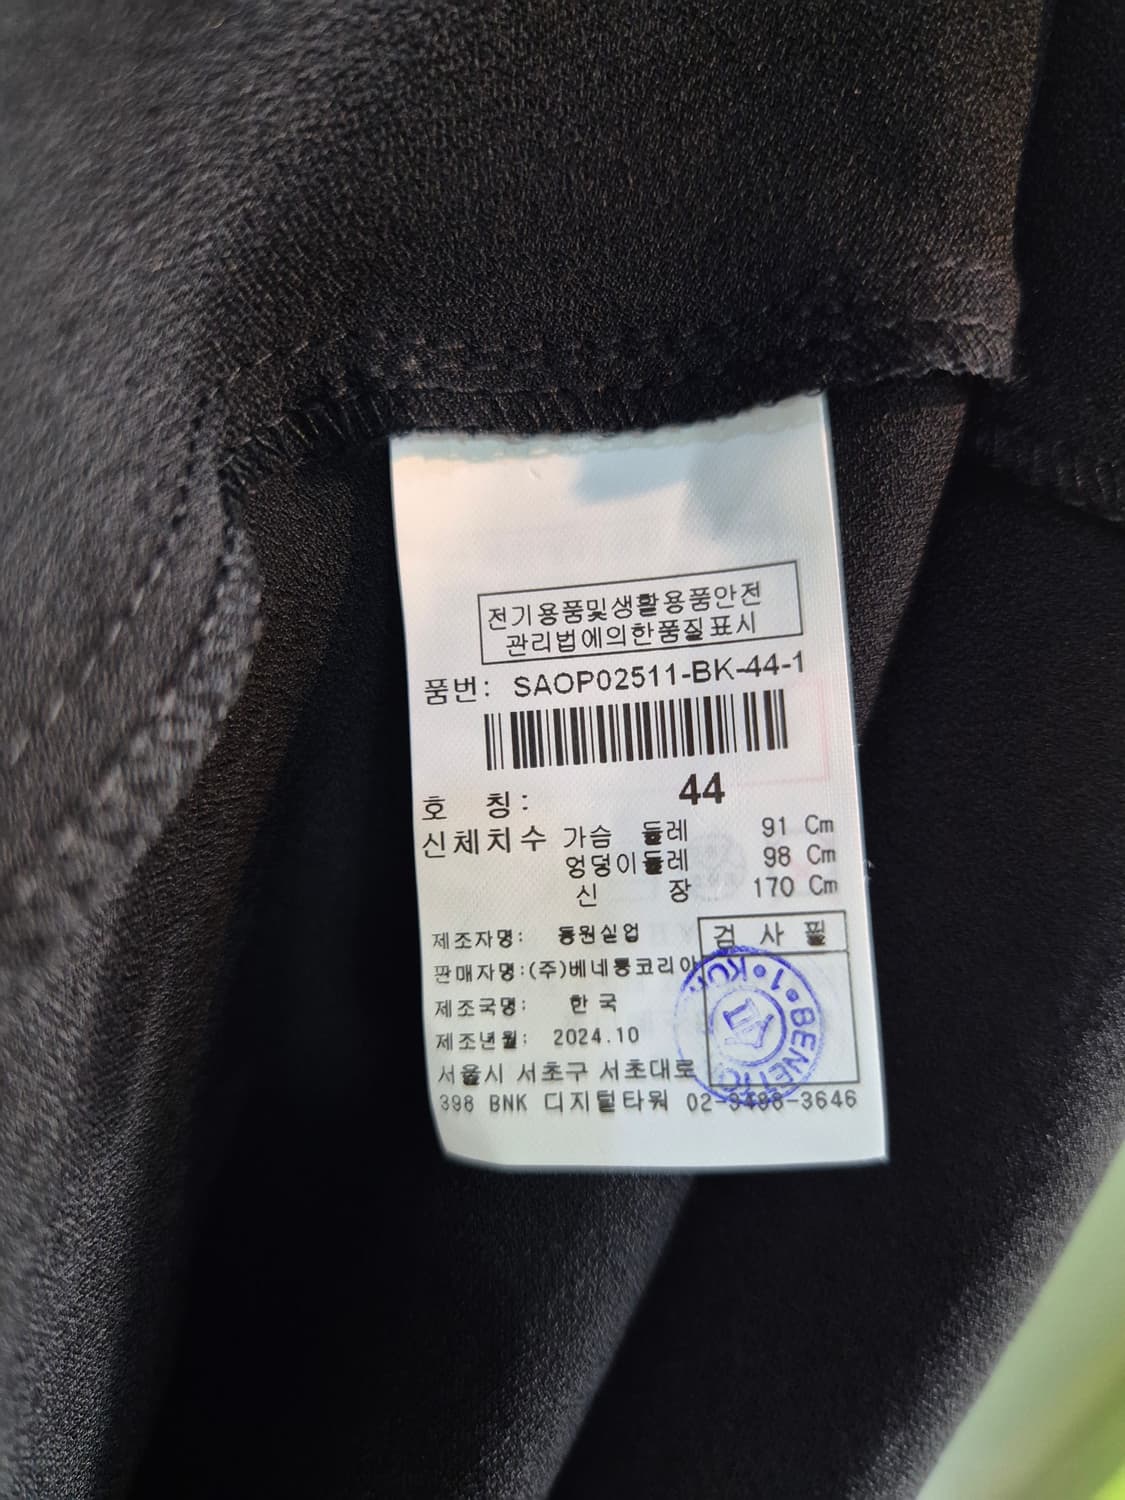 전기용품및생활용품안전
관리법에의한품질표시
품번: SAOP02511-BK-44-1
호 칭: 44
신체치수 가슴 둘레 91 Cm
엉덩이둘레 98 Cm
신 장 170 Cm
제조자명: 동원실업
검 사 필
판매자명:(주)베네통코리아
제조국명: 한 국
제조년월: 2024.10
서울시 서초구 서초대로
398 BNK 디지털타워 02-3498-3646